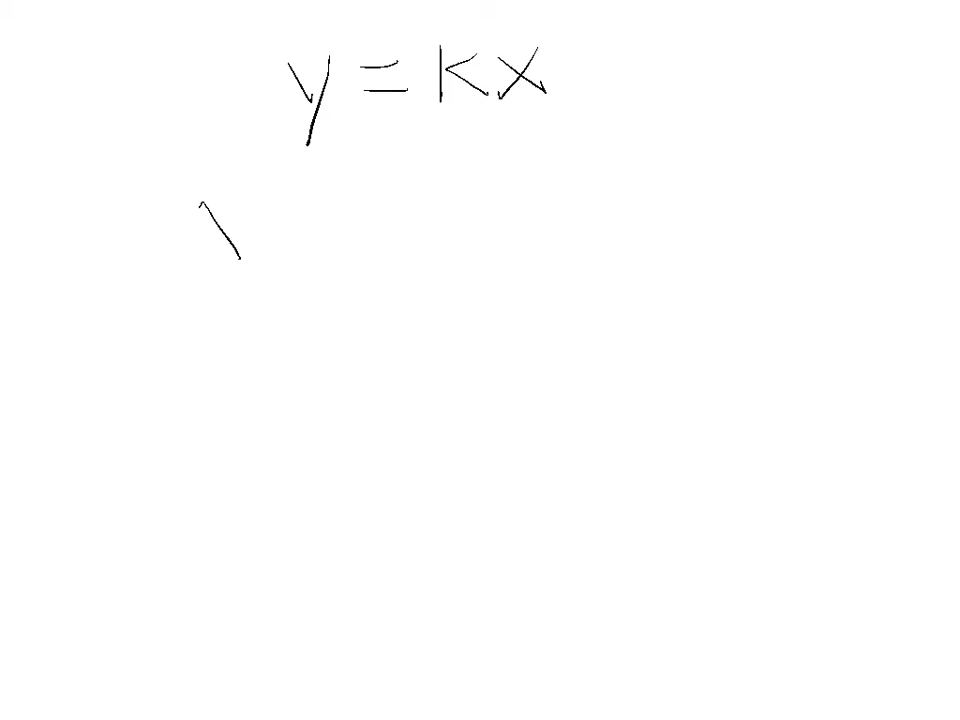 y = kx